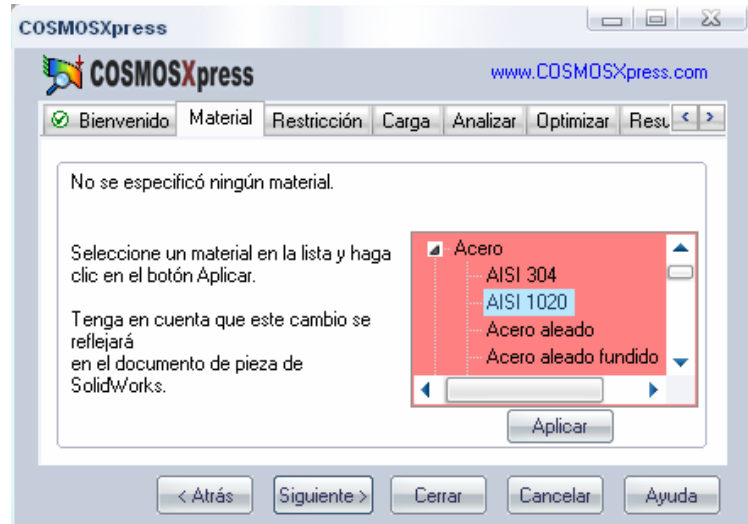 COSMOSXpress
COSMOSXpress
www.COSMOSXpress.com
Bienvenido Material Restricción Carga Analizar Optimizar Resu
No se especificó ningún material.
Seleccione un material en la lista y haga
clic en el botón Aplicar.
Tenga en cuenta que este cambio se
reflejará
en el documento de pieza de
SolidWorks.
Acero
AISI 304
AISI 1020
Acero aleado
Acero aleado fundido
Aplicar
< Atrás Siguiente > Cerrar Cancelar Ayuda